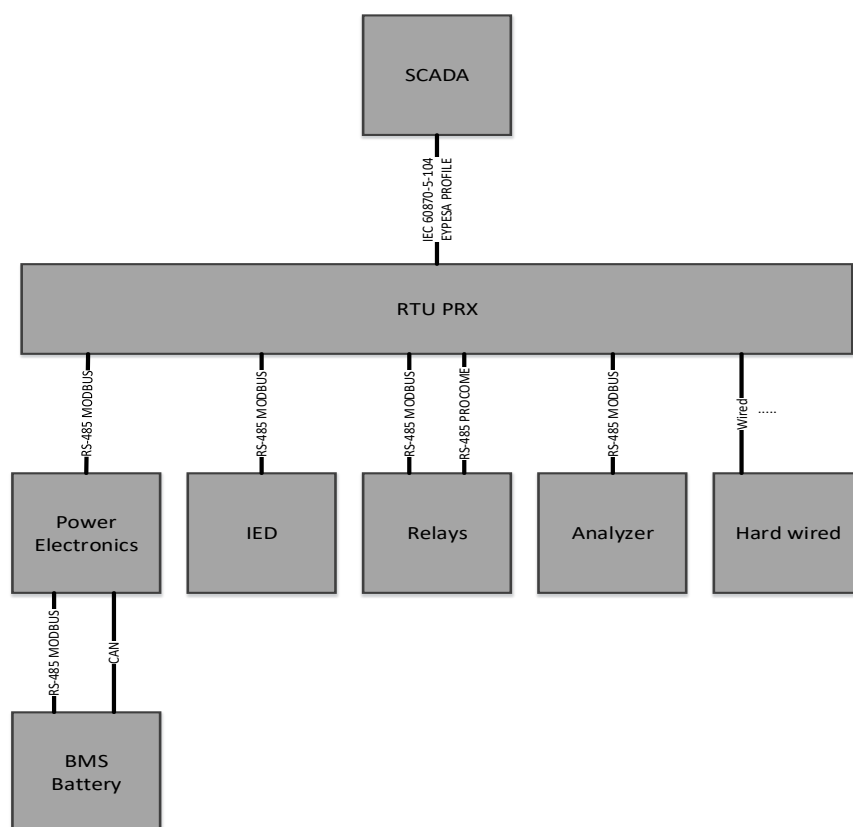 SCADA
IEC 60870-5-104
EYPESA PROFILE
RTU PRX
RS-485 MODBUS
RS-485 MODBUS
RS-485 MODBUS
RS-485 PROCOME
RS-485 MODBUS
Wired
.....
Power
Electronics
IED
Relays
Analyzer
Hard wired
RS-485 MODBUS
CAN
BMS
Battery